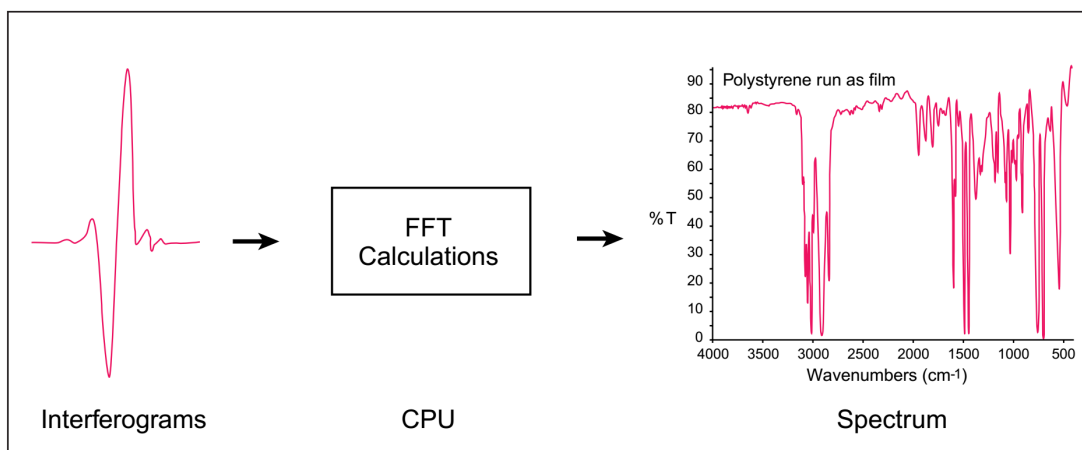 Polystyrene run as film
90
80
70
60
50
40
30
20
10
0
% T
4000 3500 3000 2500 2000 1500 1000 500
Wavenumbers (cm-1)
FFT
Calculations
Interferograms
CPU
Spectrum